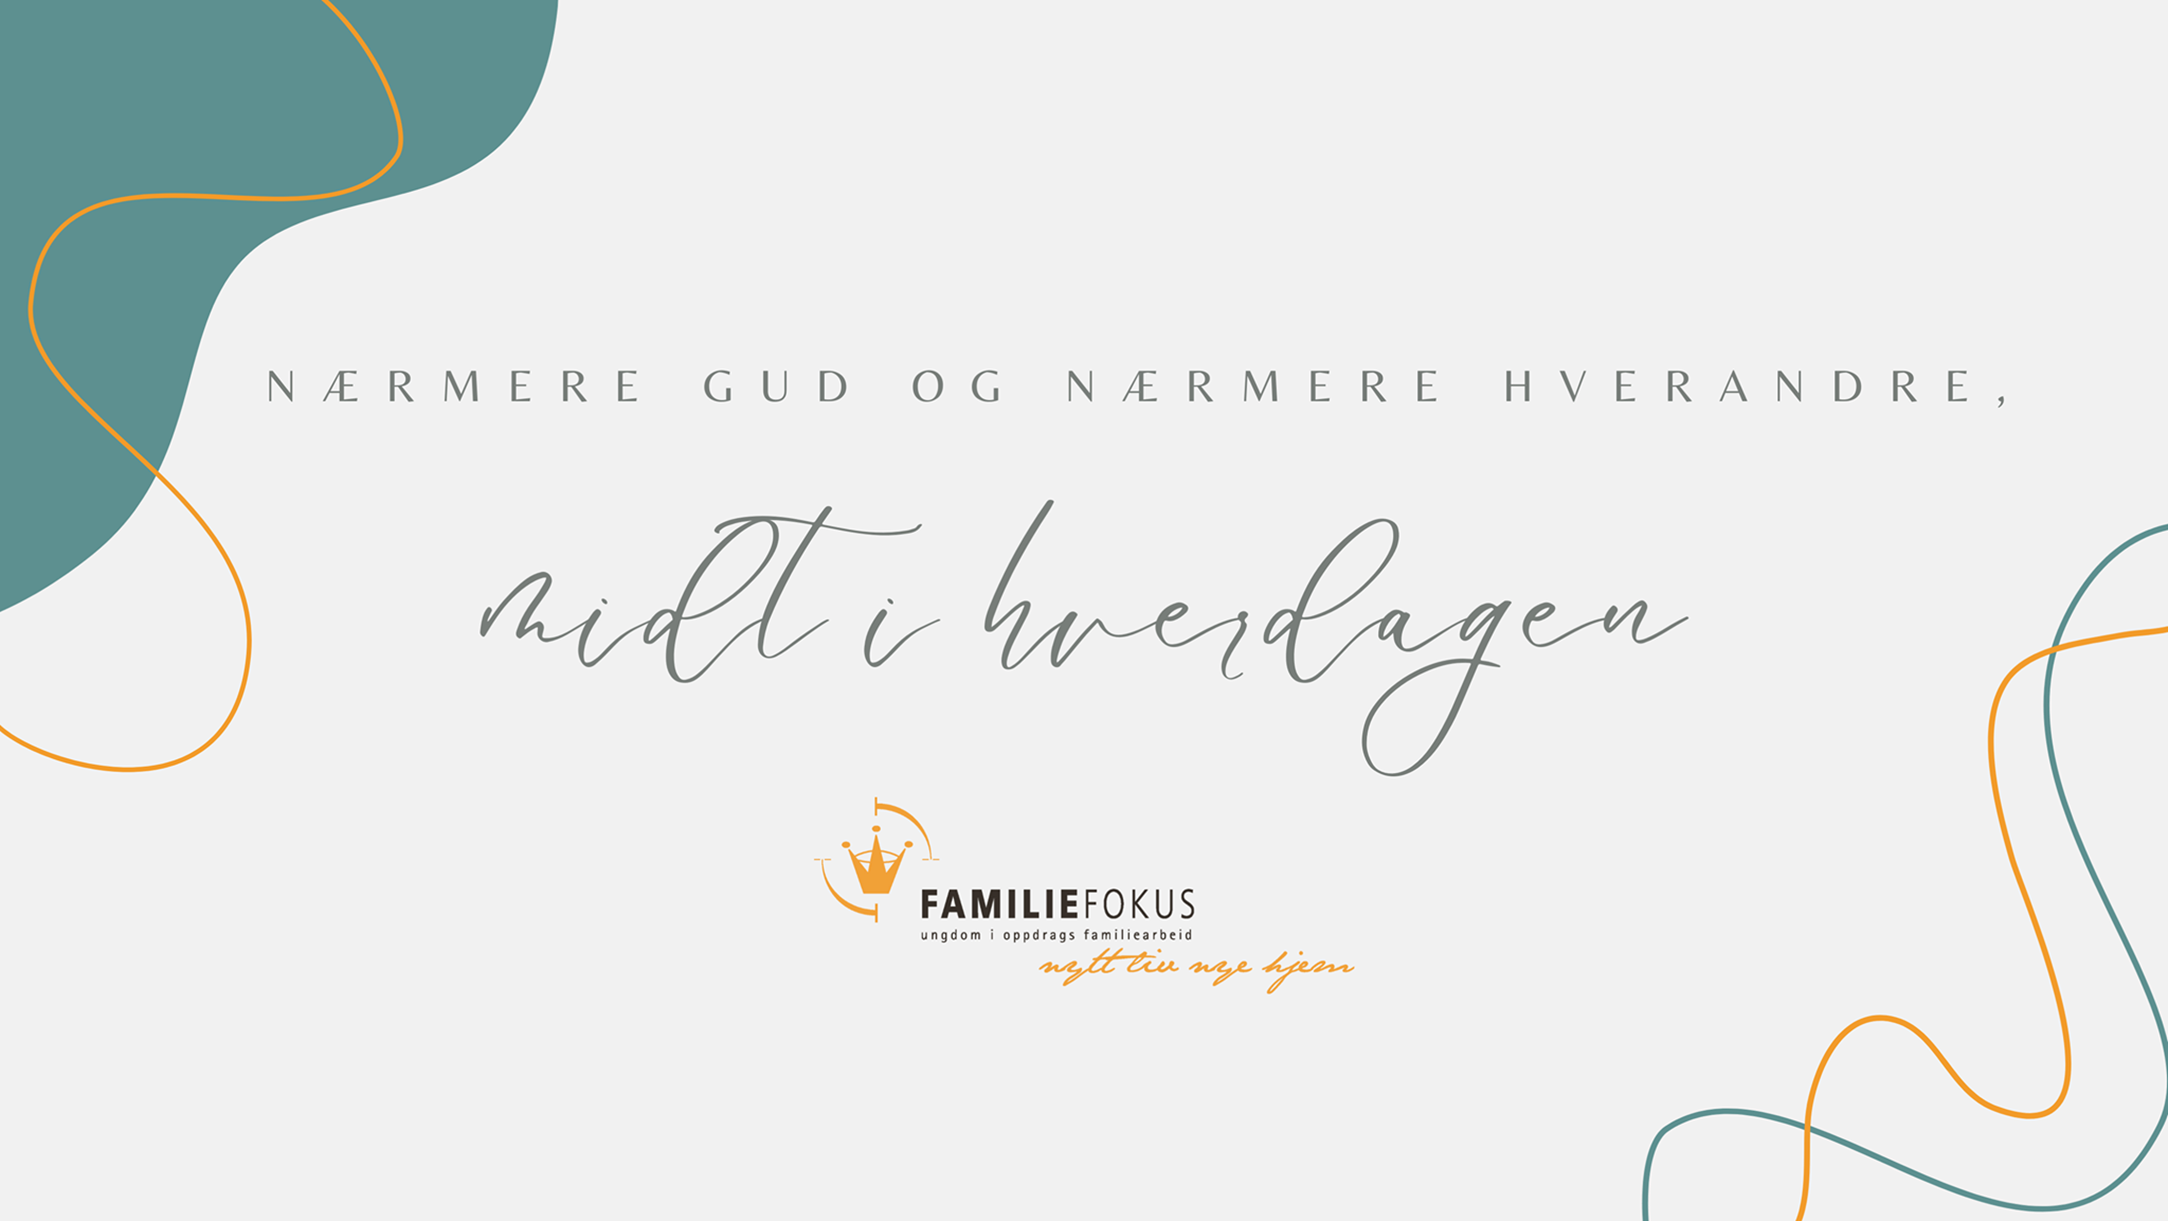 NÆRMERE GUD OG NÆRMERE HVERANDRE,
midt i hverdagen
FAMILIEFOKUS
ungdom i oppdrags familiearbeid
nytt liv nye hjem